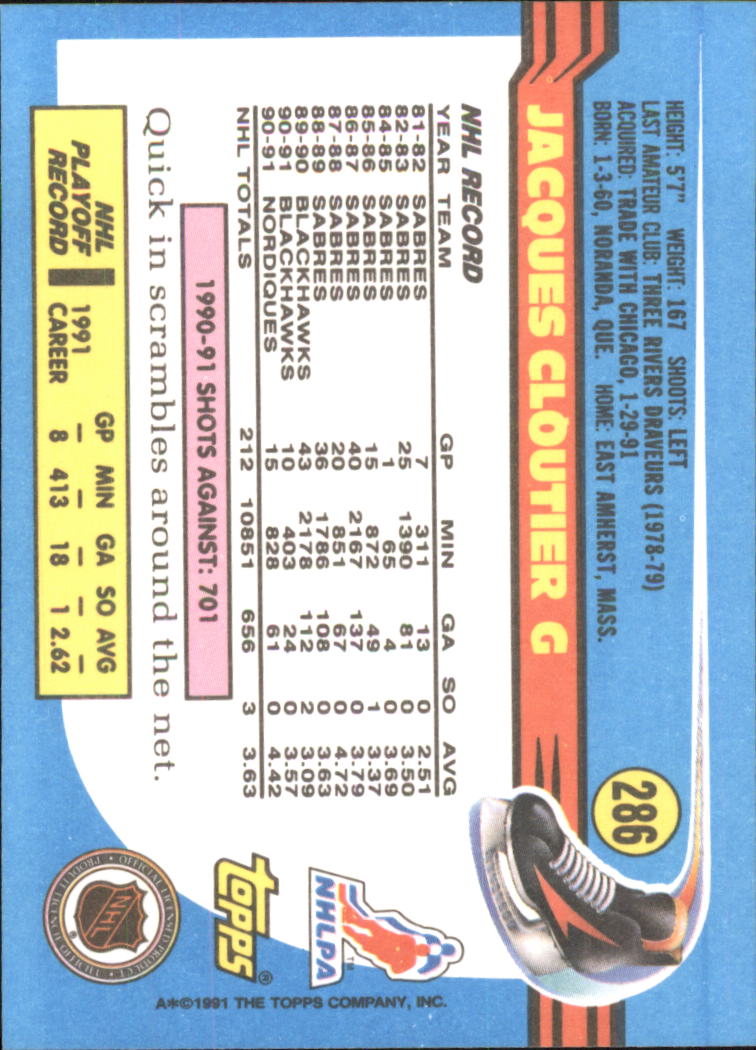 286
HEIGHT: 5'7" WEIGHT: 167 SHOOTS: LEFT
LAST AMATEUR CLUB: THREE RIVERS DRAVEURS (1978-79)
ACQUIRED: TRADE WITH CHICAGO, 1-29-91
BORN: 1-3-60, NORANDA, QUE. HOME: EAST AMHERST, MASS.
JACQUES CLOUTIER G
NHL RECORD
YEAR TEAM GP MIN GA SO AVG
81-82 SABRES 7 311 13 0 2.51
82-83 SABRES 25 1390 81 0 3.50
84-85 SABRES 1 65 4 0 3.69
85-86 SABRES 15 872 49 1 3.37
86-87 SABRES 40 2167 137 0 3.79
87-88 SABRES 20 851 67 0 4.72
88-89 SABRES 36 1786 108 0 3.63
89-90 BLACKHAWKS 43 2178 112 2 3.09
90-91 BLACKHAWKS 10 403 24 0 3.57
90-91 NORDIQUES 15 828 61 0 4.42
NHL TOTALS 212 10851 656 3 3.63
1990-91 SHOTS AGAINST: 701
Quick in scrambles around the net.
NHL PLAYOFF RECORD
GP MIN GA SO AVG
1991 – – – – –
CAREER 8 413 18 1 2.62
NHLPA™
TOPPS®
NHL
OFFICIAL LICENSED PRODUCT • PRODUIT LICENCIÉ OFFICIEL •
®
A*©1991 THE TOPPS COMPANY, INC.